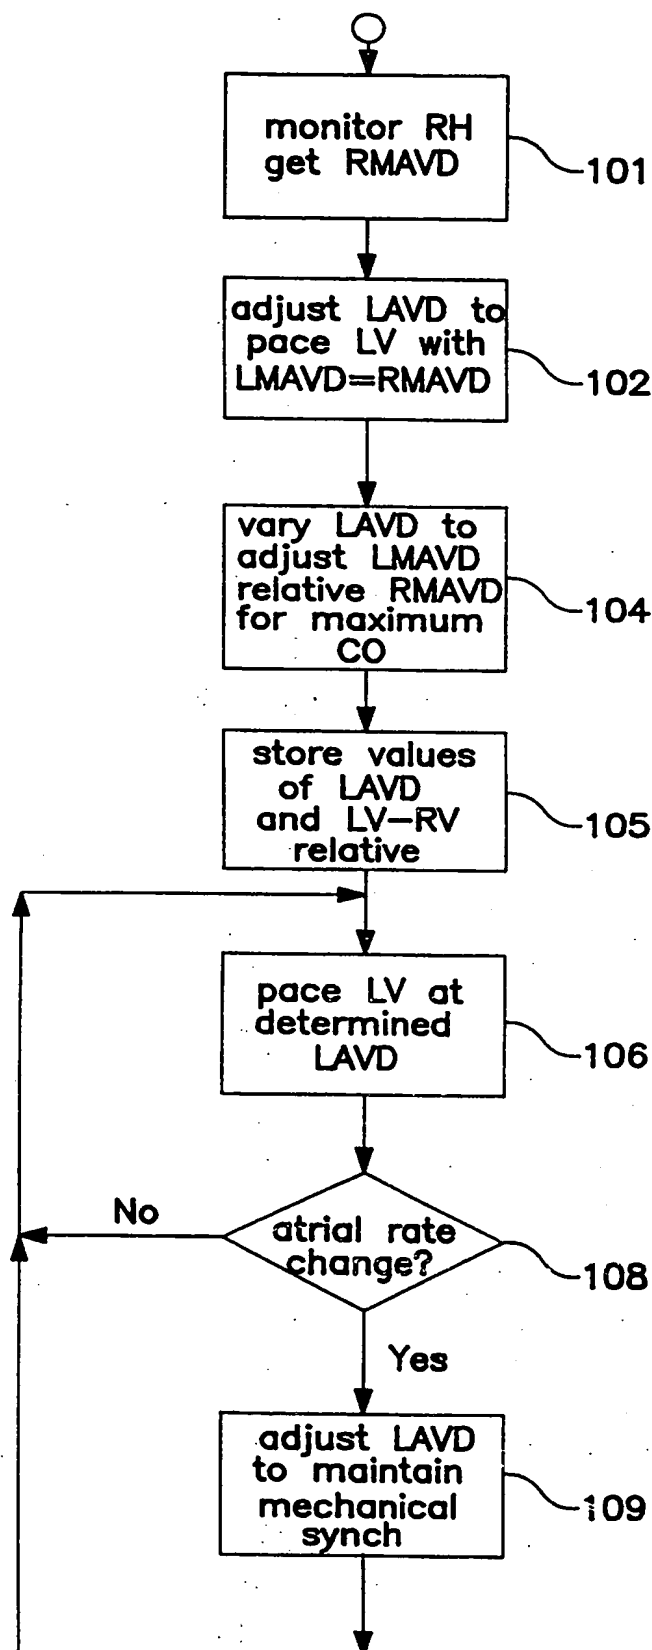 monitor RH
get RMAVD
101
adjust LAVD to
pace LV with
LMAVD=RMAVD
102
vary LAVD to
adjust LMAVD
relative RMAVD
for maximum
CO
104
store values
of LAVD
and LV-RV
relative
105
pace LV at
determined
LAVD
106
No
atrial rate
change?
108
Yes
adjust LAVD
to maintain
mechanical
synch
109